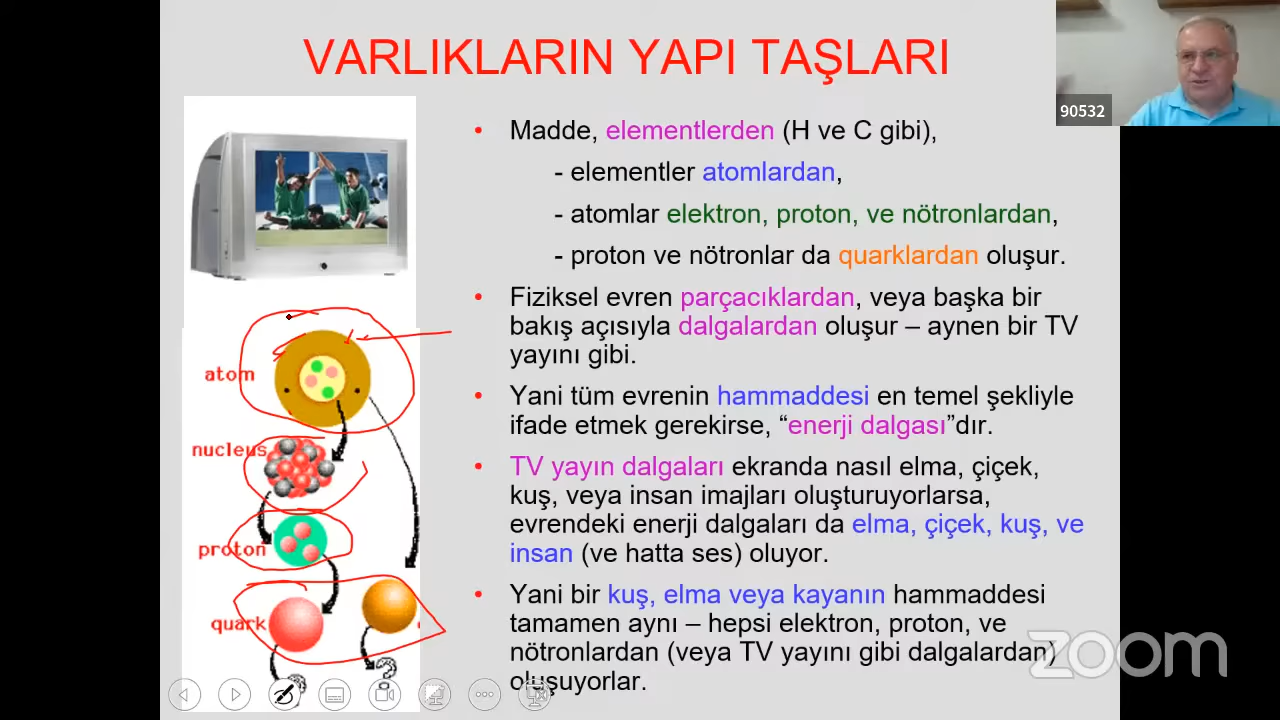 VARLIKLARIN YAPI TAŞLARI
90532
• Madde, elementlerden (H ve C gibi),
- elementler atomlardan,
- atomlar elektron, proton, ve nötronlardan,
- proton ve nötronlar da quarklardan oluşur.
• Fiziksel evren parçacıklardan, veya başka bir
bakış açısıyla dalgalardan oluşur – aynen bir TV
yayını gibi.
• Yani tüm evrenin hammaddesi en temel şekliyle
ifade etmek gerekirse, “enerji dalgası”dır.
• TV yayın dalgaları ekranda nasıl elma, çiçek,
kuş, veya insan imajları oluşturuyorlarsa,
evrendeki enerji dalgaları da elma, çiçek, kuş, ve
insan (ve hatta ses) oluyor.
• Yani bir kuş, elma veya kayanın hammaddesi
tamamen aynı – hepsi elektron, proton, ve
nötronlardan (veya TV yayını gibi dalgalardan)
oluşuyorlar.
atom
nucleus
proton
quark
?
?
zoom